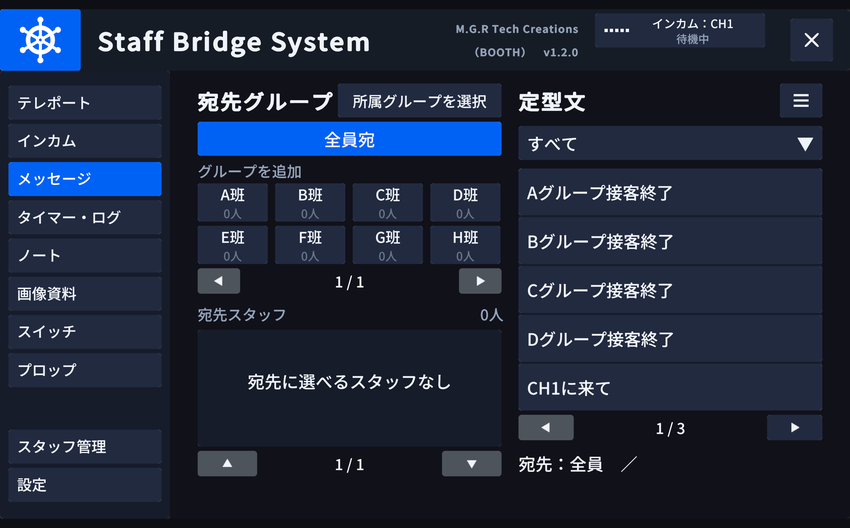 Staff Bridge System
M.G.R Tech Creations
（BOOTH） v1.2.0
インカム：CH1
待機中
テレポート
インカム
メッセージ
タイマー・ログ
ノート
画像資料
スイッチ
プロップ
スタッフ管理
設定
宛先グループ
所属グループを選択
全員宛
グループを追加
A班
0人
B班
0人
C班
0人
D班
0人
E班
0人
F班
0人
G班
0人
H班
0人
◀ 1 / 1 ▶
宛先スタッフ 0人
宛先に選べるスタッフなし
▲ 1 / 1 ▼
定型文
すべて ▼
Aグループ接客終了
Bグループ接客終了
Cグループ接客終了
Dグループ接客終了
CH1に来て
◀ 1 / 3 ▶
宛先：全員 ／